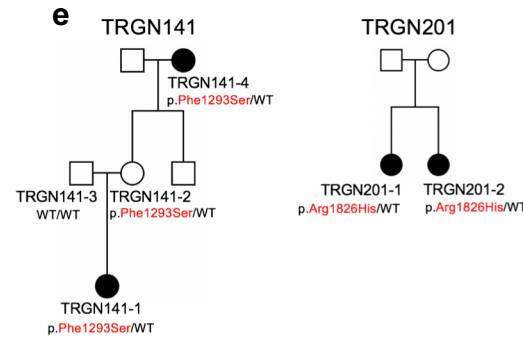 e
TRGN141
TRGN201
TRGN141-4
p.Phe1293Ser/WT
TRGN141-3
WT/WT
TRGN141-2
p.Phe1293Ser/WT
TRGN201-1
p.Arg1826His/WT
TRGN201-2
p.Arg1826His/WT
TRGN141-1
p.Phe1293Ser/WT